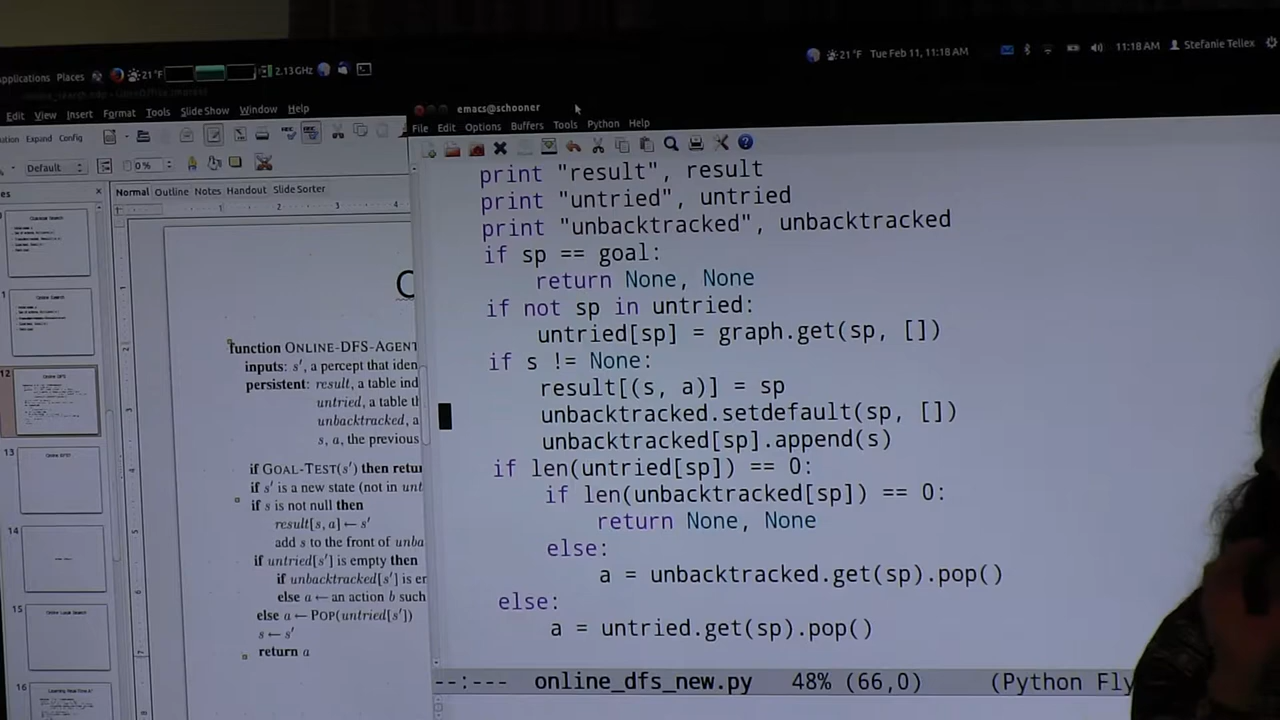 Applications Places 21°F 2.13 GHz
21°F Tue Feb 11, 11:18 AM 11:18 AM Stefanie Tellex
Edit View Insert Format Tools Slide Show Window Help
Expand Config
Default 0%
Normal Outline Notes Handout Slide Sorter
12
13
14
15
16
function ONLINE-DFS-AGENT
inputs: s′, a percept that iden
persistent: result, a table ind
untried, a table th
unbacktracked, a
s, a, the previous
if GOAL-TEST(s′) then retur
if s′ is a new state (not in unt
if s is not null then
result[s, a] ← s′
add s to the front of unba
if untried[s′] is empty then
if unbacktracked[s′] is er
else a ← an action b such
else a ← POP(untried[s′])
s ← s′
return a
emacs@schooner
File Edit Options Buffers Tools Python Help
print "result", result
print "untried", untried
print "unbacktracked", unbacktracked
if sp == goal:
return None, None
if not sp in untried:
untried[sp] = graph.get(sp, [])
if s != None:
result[(s, a)] = sp
unbacktracked.setdefault(sp, [])
unbacktracked[sp].append(s)
if len(untried[sp]) == 0:
if len(unbacktracked[sp]) == 0:
return None, None
else:
a = unbacktracked.get(sp).pop()
else:
a = untried.get(sp).pop()
--:--- online_dfs_new.py 48% (66,0) (Python Fly